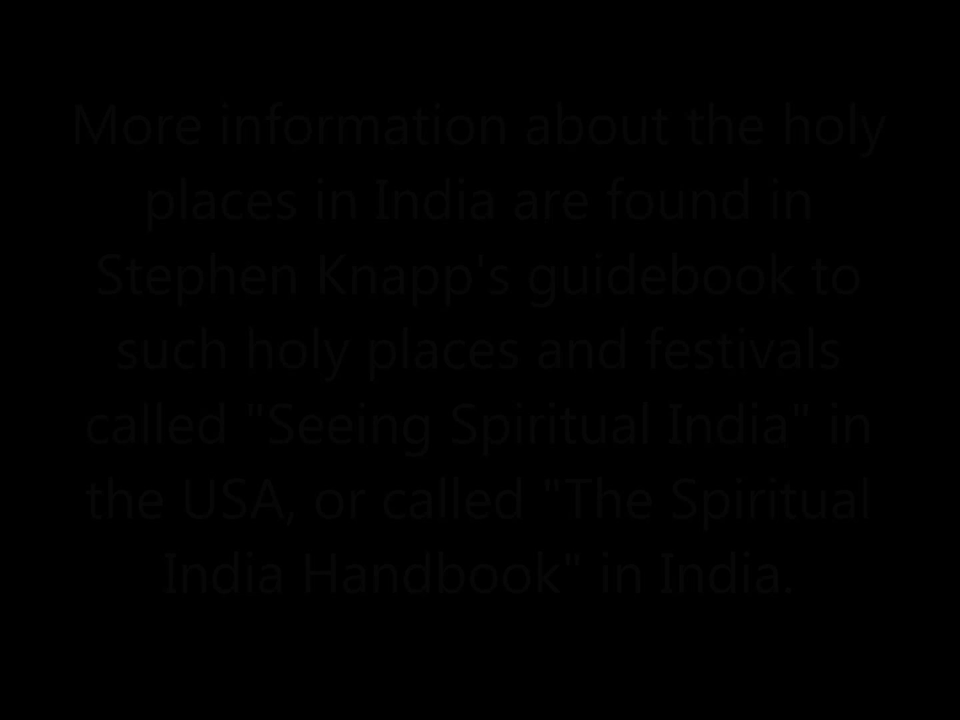 More information about the holy
places in India are found in
Stephen Knapp's guidebook to
such holy places and festivals
called "Seeing Spiritual India" in
the USA, or called "The Spiritual
India Handbook" in India.